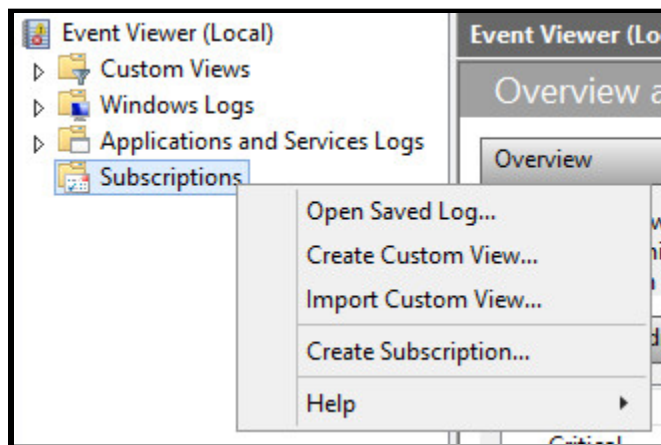 Event Viewer (Local)
Custom Views
Windows Logs
Applications and Services Logs
Subscriptions
Open Saved Log...
Create Custom View...
Import Custom View...
Create Subscription...
Help
Event Viewer (Lo
Overview a
Overview
Critical